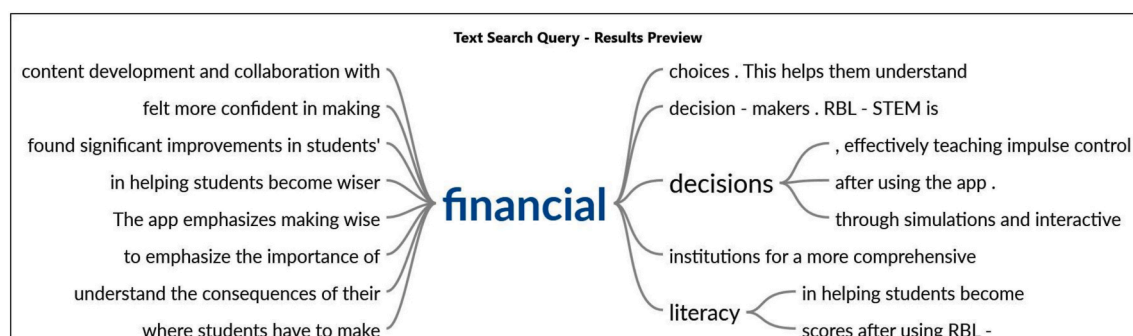 Text Search Query - Results Preview
content development and collaboration with
felt more confident in making
found significant improvements in students'
in helping students become wiser
The app emphasizes making wise
to emphasize the importance of
understand the consequences of their
where students have to make
financial
choices . This helps them understand
decision - makers . RBL - STEM is
decisions
, effectively teaching impulse control
after using the app .
through simulations and interactive
institutions for a more comprehensive
literacy
in helping students become
scores after using RBL -